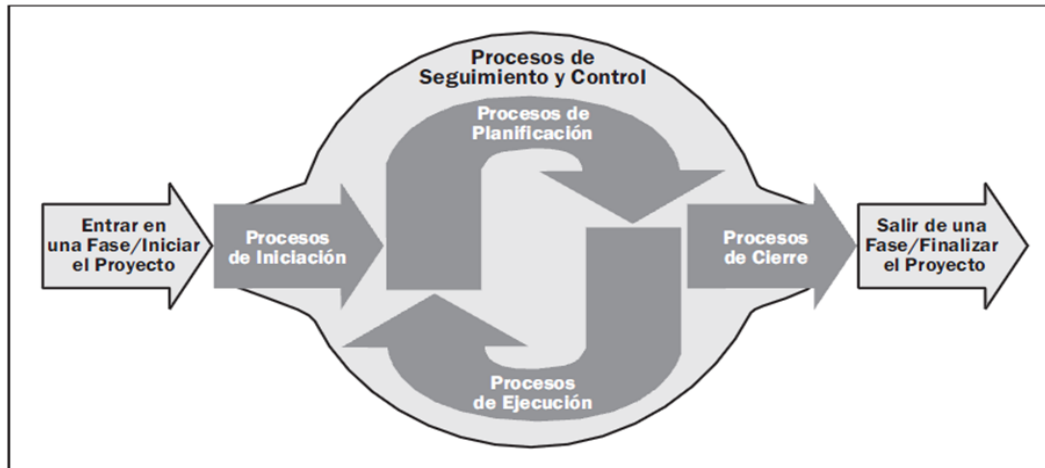 Procesos de
Seguimiento y Control
Procesos de
Planificación
Entrar en
una Fase/Iniciar
el Proyecto
Procesos
de Iniciación
Procesos
de Cierre
Salir de una
Fase/Finalizar
el Proyecto
Procesos
de Ejecución